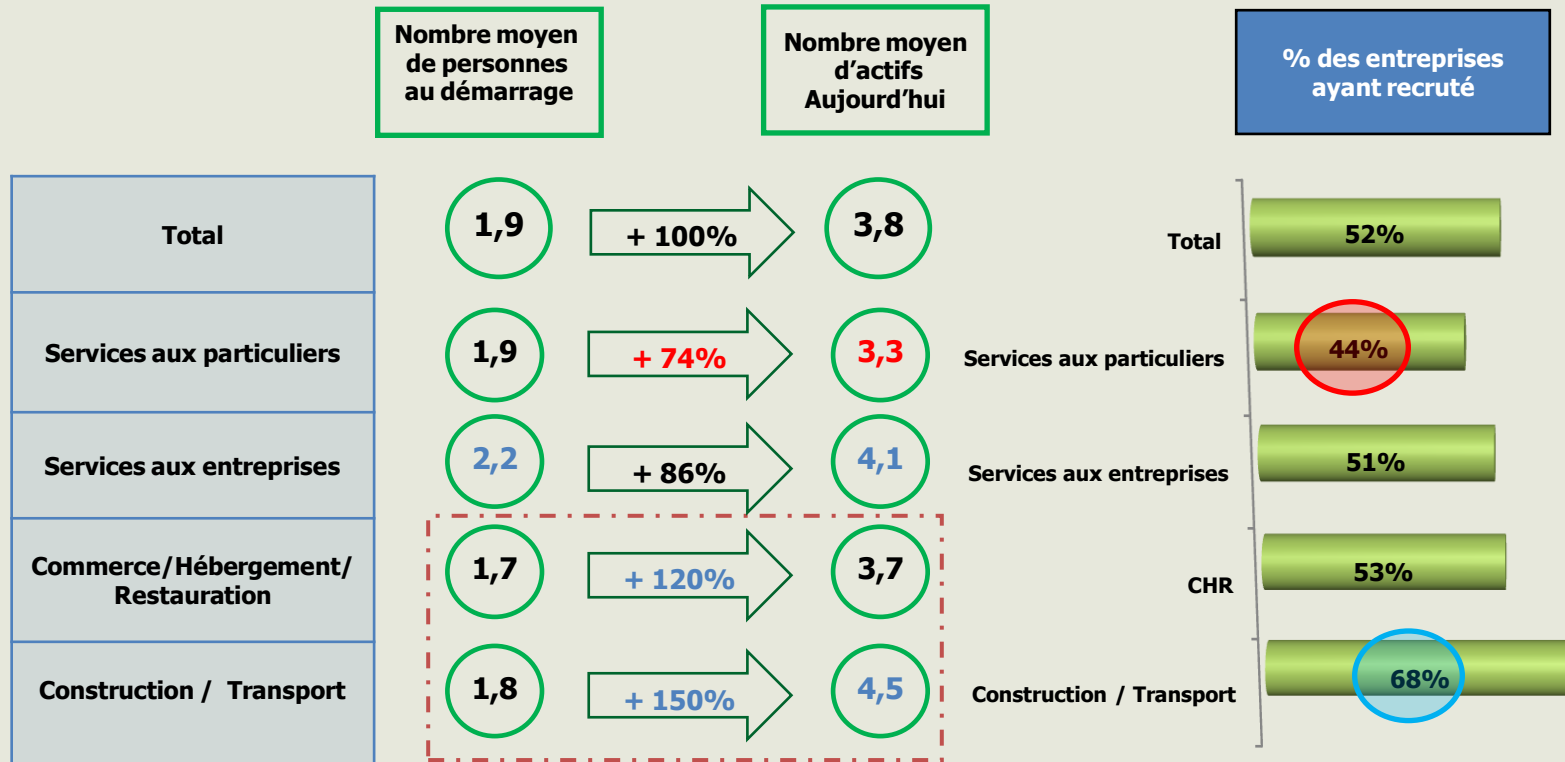 Nombre moyen
de personnes
au démarrage
Nombre moyen
d’actifs
Aujourd’hui
% des entreprises
ayant recruté
Total
1,9
+ 100%
3,8
Total
52%
Services aux particuliers
1,9
+ 74%
3,3
Services aux particuliers
44%
Services aux entreprises
2,2
+ 86%
4,1
Services aux entreprises
51%
Commerce/Hébergement/
Restauration
1,7
+ 120%
3,7
CHR
53%
Construction / Transport
1,8
+ 150%
4,5
Construction / Transport
68%